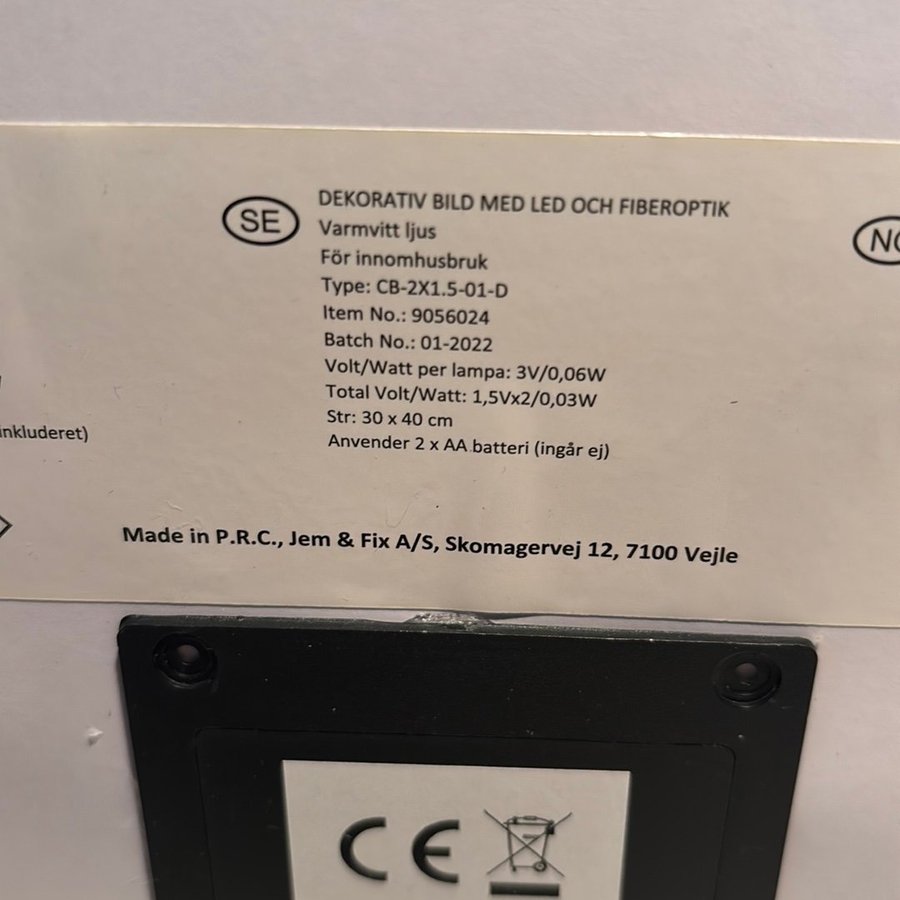 SE
DEKORATIV BILD MED LED OCH FIBEROPTIK
Varmvitt ljus
För innomhusbruk
Type: CB-2X1.5-01-D
Item No.: 9056024
Batch No.: 01-2022
Volt/Watt per lampa: 3V/0,06W
Total Volt/Watt: 1,5Vx2/0,03W
Str: 30 x 40 cm
Anvender 2 x AA batteri (ingår ej)
NO
inkluderet)
Made in P.R.C., Jem & Fix A/S, Skomagervej 12, 7100 Vejle
CE